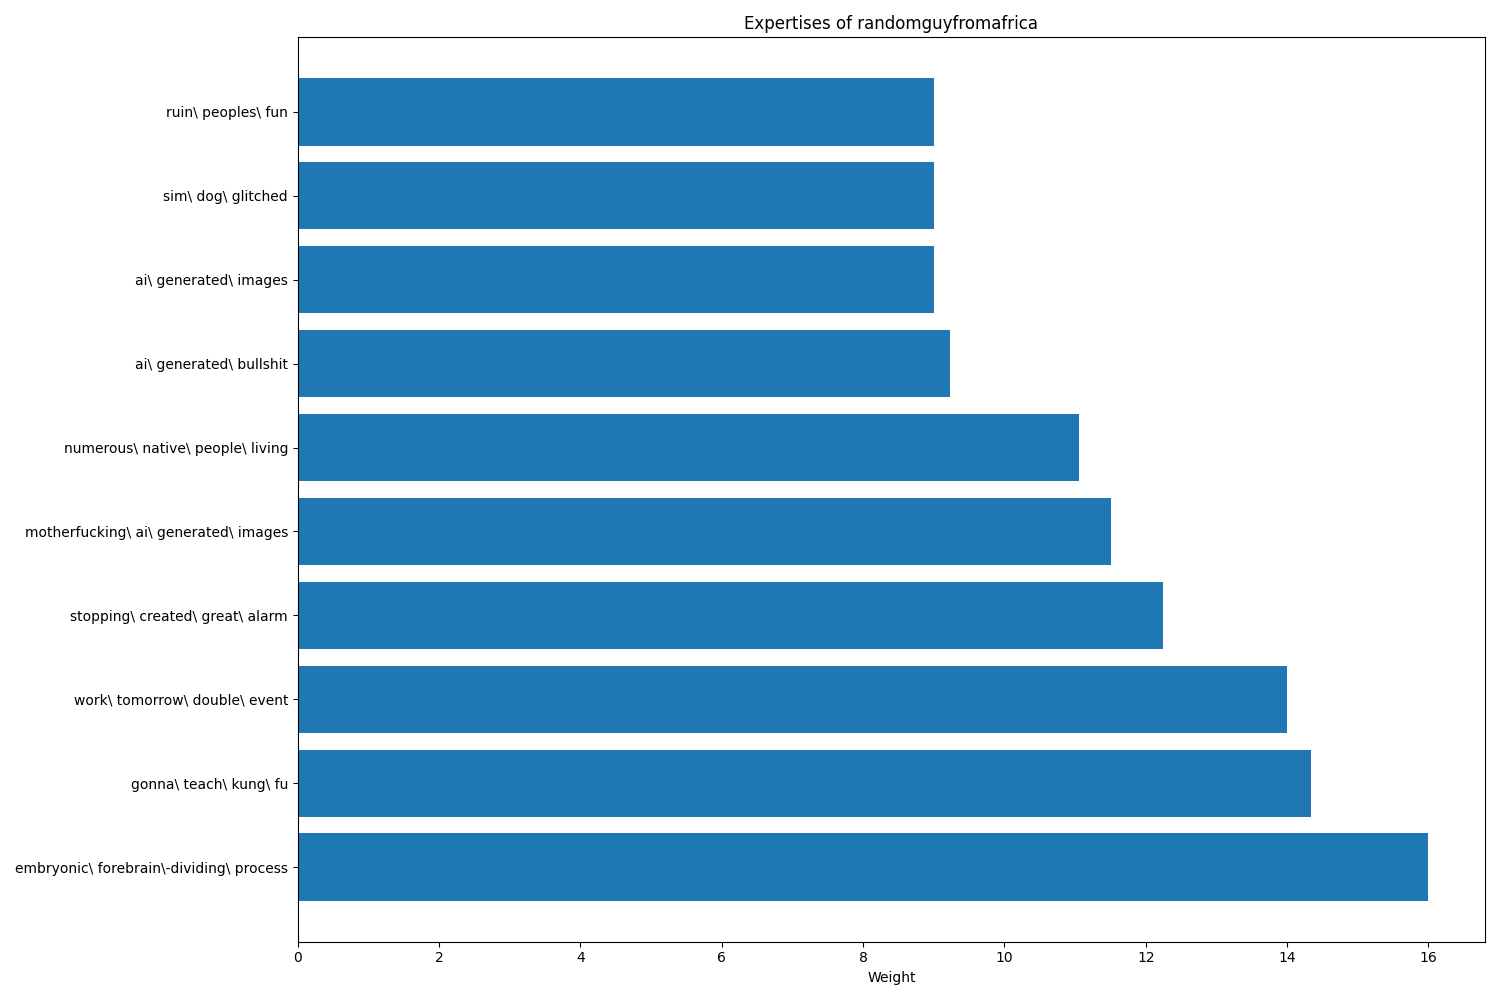 Expertises of randomguyfromafrica
ruin\ peoples\ fun
sim\ dog\ glitched
ai\ generated\ images
ai\ generated\ bullshit
numerous\ native\ people\ living
motherfucking\ ai\ generated\ images
stopping\ created\ great\ alarm
work\ tomorrow\ double\ event
gonna\ teach\ kung\ fu
embryonic\ forebrain\-dividing\ process
0 2 4 6 8 10 12 14 16
Weight